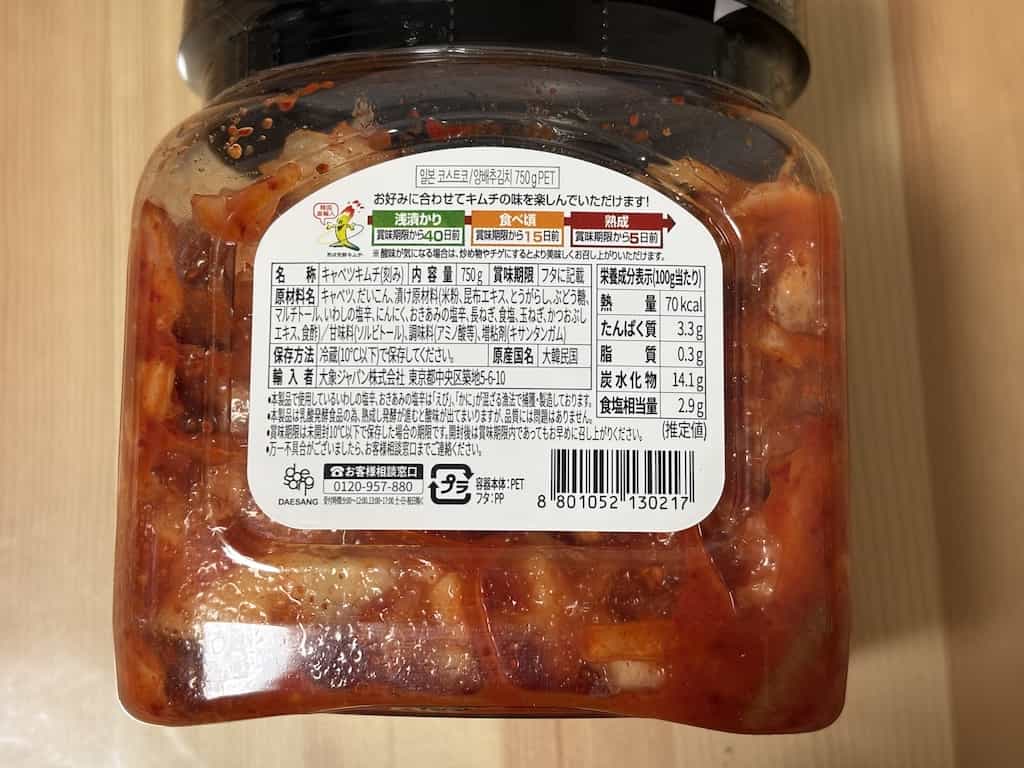 일본 코스트코/양배추김치 750g PET
お好みに合わせてキムチの味を楽しんでいただけます!
韓国直輸入
浅漬かり 食べ頃 熟成
賞味期限から40日前 賞味期限から15日前 賞味期限から5日前
※酸味が気になる場合は、炒め物やチゲにするとより美味しくお召し上がりいただけます。
名称 キャベツキムチ(刻み) 内容量 750g 賞味期限 フタに記載
原材料名 キャベツ、だいこん、漬け原材料(米粉、昆布エキス、とうがらし、ぶどう糖、
マルチトール、いわしの塩辛、にんにく、おきあみの塩辛、長ねぎ、食塩、玉ねぎ、かつおぶし
エキス、食酢)/甘味料(ソルビトール)、調味料(アミノ酸等)、増粘剤(キサンタンガム)
保存方法 冷蔵(10℃以下)で保存してください。 原産国名 大韓民国
輸入者 大象ジャパン株式会社 東京都中央区築地5-6-10
栄養成分表示(100g当たり)
熱量 70kcal
たんぱく質 3.3g
脂質 0.3g
炭水化物 14.1g
食塩相当量 2.9g
(推定値)
●本製品で使用しているいわしの塩辛、おきあみの塩辛は「えび」「かに」が混ざる漁法で捕獲・製造しております。
●本製品は乳酸発酵食品の為、熟成し発酵が進むと酸味が出てまいりますが、品質には問題はありません。
●賞味期限は未開封10℃以下で保存した場合の期限です。開封後は賞味期限内であってもお早めに召し上がりください。
●万一不具合がございましたら、お客様相談窓口までご連絡ください。
DAESANG
お客様相談窓口
0120-957-880
受付時間:9:00~12:00、13:00~17:00 土・日・祝日除く
プラ
容器本体:PET
フタ:PP
8 801052 130217